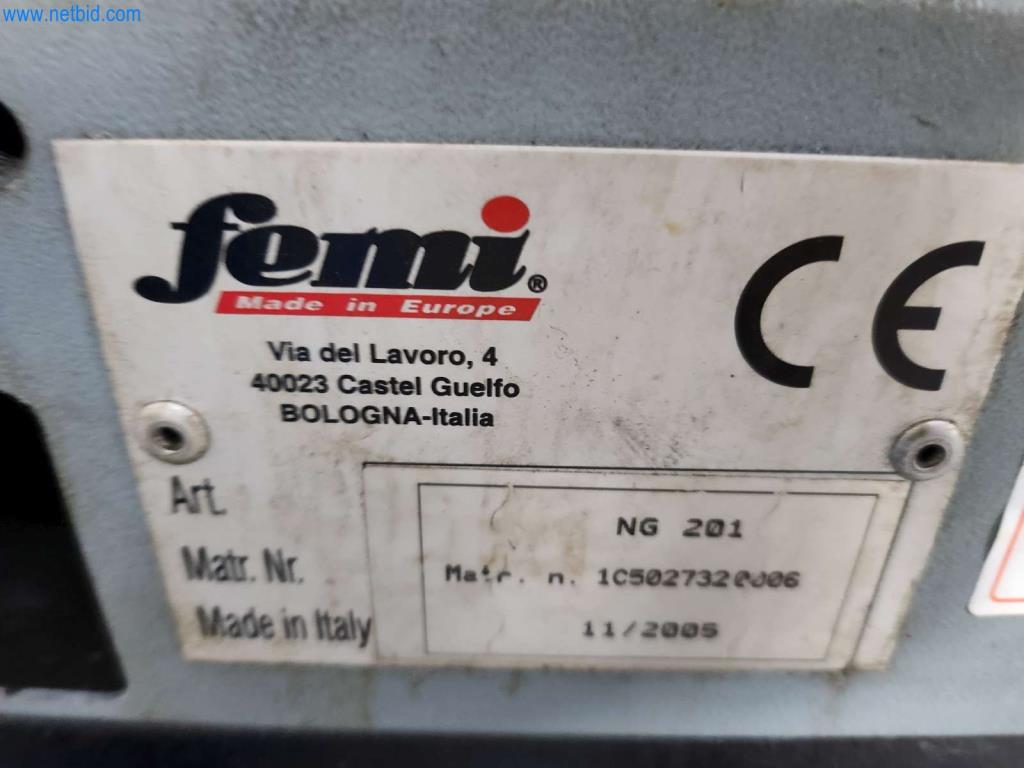 www.netbid.com
femi®
Made in Europe
Via del Lavoro, 4
40023 Castel Guelfo
BOLOGNA-Italia
CE
Art.
NG 201
Matr. Nr.
Matr. n. 1C5027320006
Made in Italy
11/2005